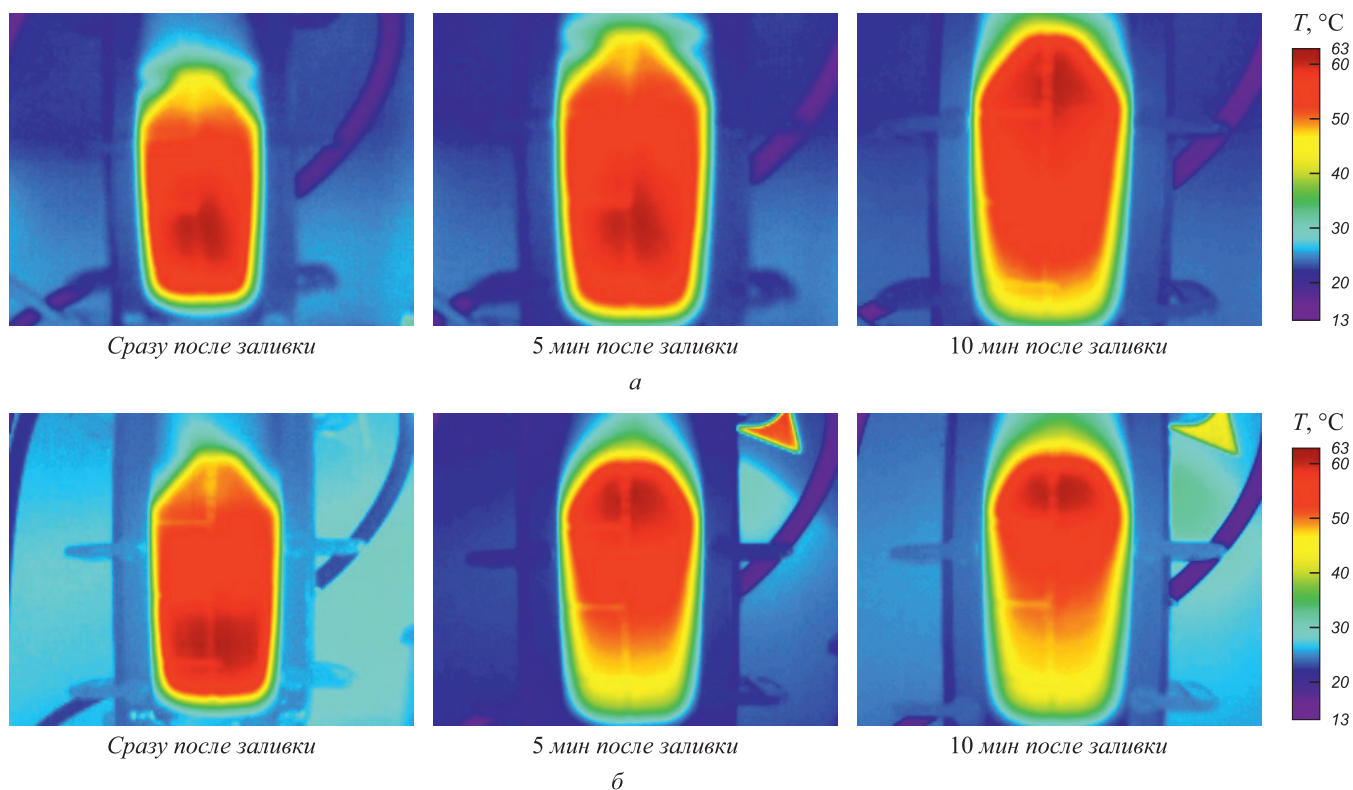 T, °C
63
60
50
40
30
20
13
Сразу после заливки
5 мин после заливки
10 мин после заливки
а
T, °C
63
60
50
40
30
20
13
Сразу после заливки
5 мин после заливки
10 мин после заливки
б